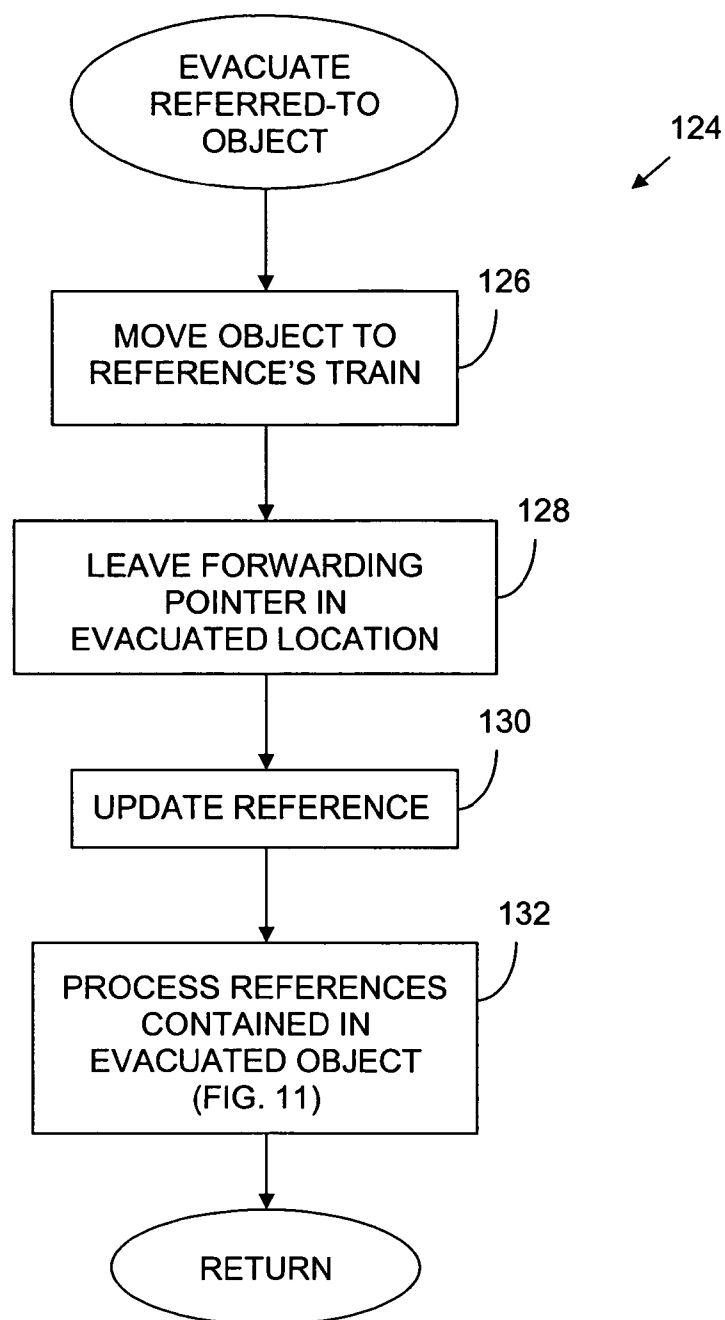 EVACUATE
REFERRED-TO
OBJECT
124
126
MOVE OBJECT TO
REFERENCE'S TRAIN
128
LEAVE FORWARDING
POINTER IN
EVACUATED LOCATION
130
UPDATE REFERENCE
132
PROCESS REFERENCES
CONTAINED IN
EVACUATED OBJECT
(FIG. 11)
RETURN